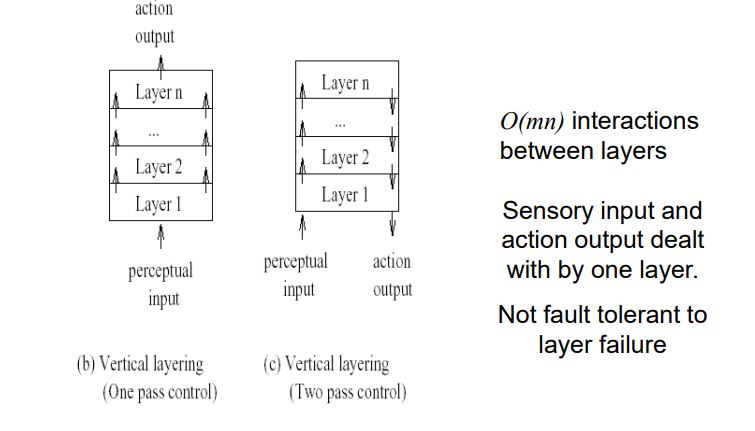 action
output
Layer n
...
Layer 2
Layer 1
perceptual
input
(b) Vertical layering
(One pass control)
Layer n
...
Layer 2
Layer 1
perceptual
input
action
output
(c) Vertical layering
(Two pass control)
O(mn) interactions
between layers
Sensory input and
action output dealt
with by one layer.
Not fault tolerant to
layer failure